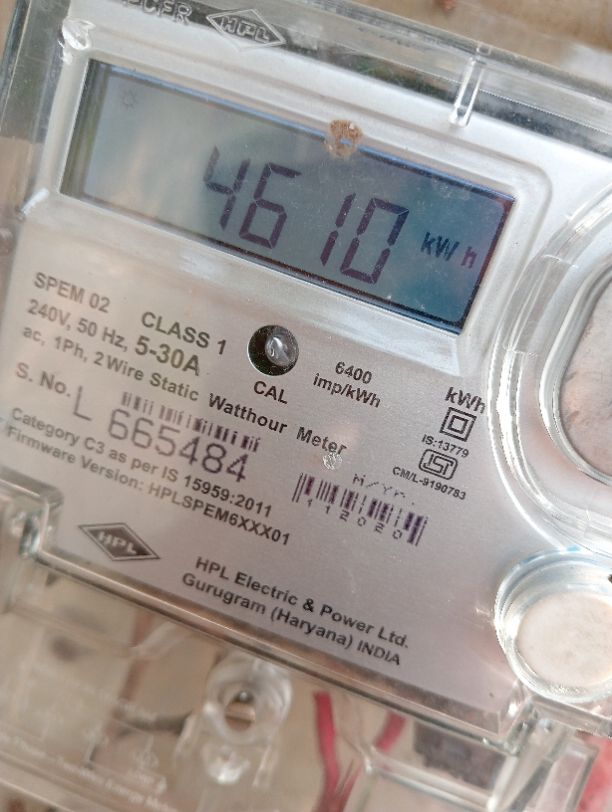 HPL
4610 kWh
SPEM 02 CLASS 1
240V, 50 Hz, 5-30A
ac, 1Ph, 2 Wire Static Watthour Meter
CAL
6400
imp/kWh
kWh
IS:13779
CM/L-9190783
S. No. L 665484
M/Yr.
112020
Category C3 as per IS 15959:2011
Firmware Version: HPLSPEM6XXX01
HPL
HPL Electric & Power Ltd.
Gurugram (Haryana) INDIA